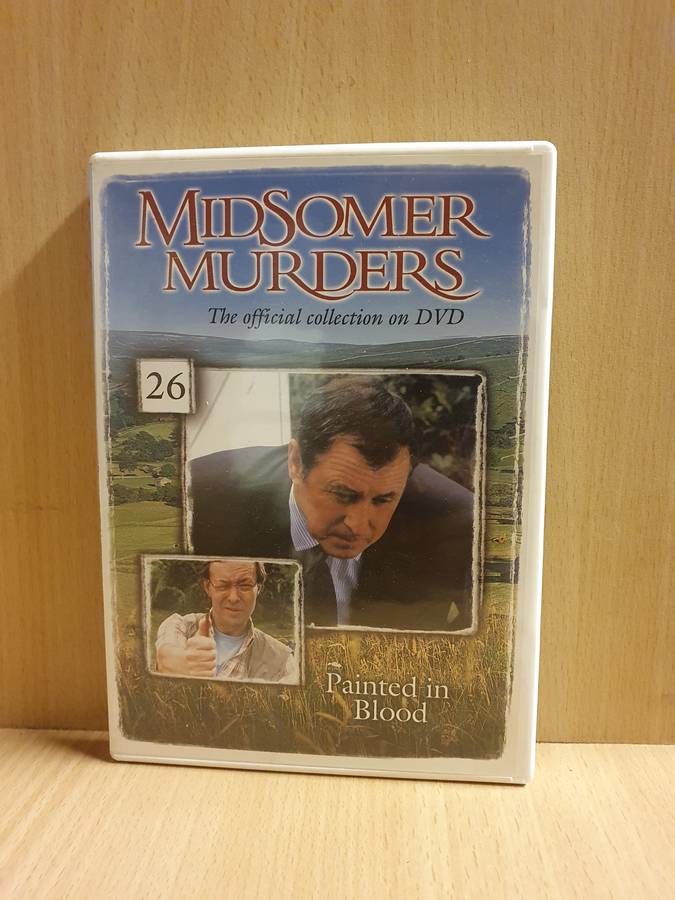 MIDSOMER
MURDERS
The official collection on DVD
26
Painted in
Blood